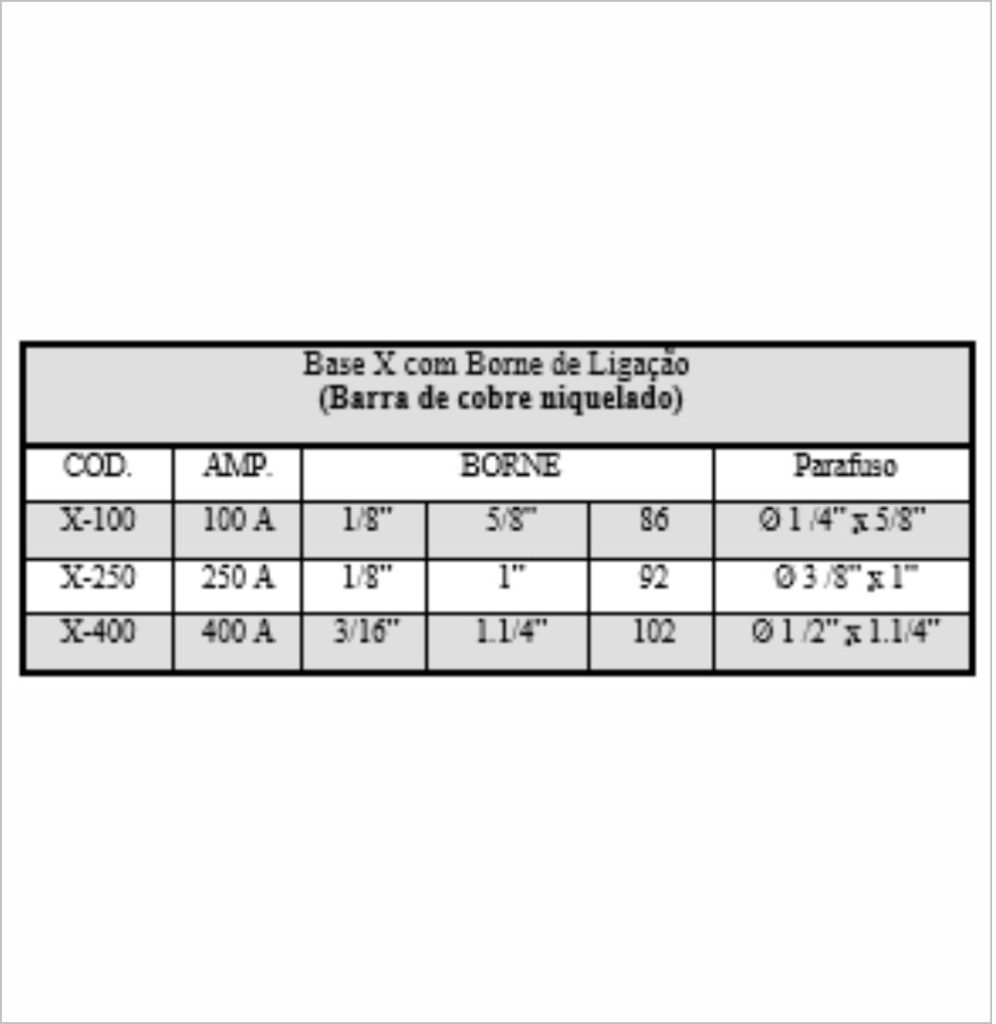 Base X com Borne de Ligação
(Barra de cobre niquelado)
COD. AMP. BORNE Parafuso
X-100 100 A 1/8" 5/8" 86 Ø 1 /4" x 5/8"
X-250 250 A 1/8" 1" 92 Ø 3 /8" x 1"
X-400 400 A 3/16" 1.1/4" 102 Ø 1 /2" x 1.1/4"